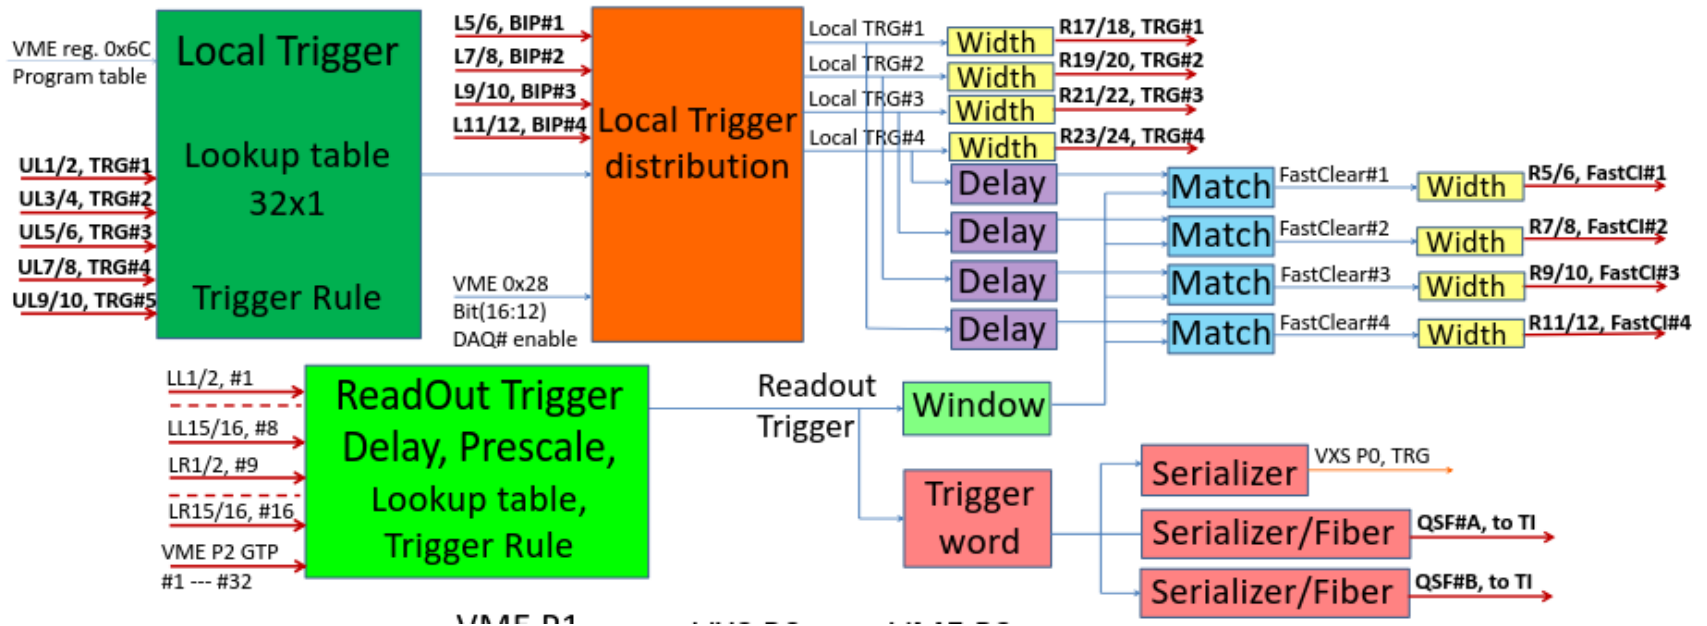 VME reg. 0x6C
Program table
Local Trigger
Lookup table
32x1
Trigger Rule
UL1/2, TRG#1
UL3/4, TRG#2
UL5/6, TRG#3
UL7/8, TRG#4
UL9/10, TRG#5
L5/6, BIP#1
L7/8, BIP#2
L9/10, BIP#3
L11/12, BIP#4
VME 0x28
Bit(16:12)
DAQ# enable
Local Trigger
distribution
Local TRG#1
Local TRG#2
Local TRG#3
Local TRG#4
Width
Width
Width
Width
R17/18, TRG#1
R19/20, TRG#2
R21/22, TRG#3
R23/24, TRG#4
Delay
Delay
Delay
Delay
Match
Match
Match
Match
FastClear#1
FastClear#2
FastClear#3
FastClear#4
Width
Width
Width
Width
R5/6, FastCl#1
R7/8, FastCl#2
R9/10, FastCl#3
R11/12, FastCl#4
LL1/2, #1
LL15/16, #8
LR1/2, #9
LR15/16, #16
VME P2 GTP
#1 --- #32
ReadOut Trigger
Delay, Prescale,
Lookup table,
Trigger Rule
Readout
Trigger
Window
Trigger
word
Serializer
VXS P0, TRG
Serializer/Fiber
QSF#A, to TI
Serializer/Fiber
QSF#B, to TI
VME P1